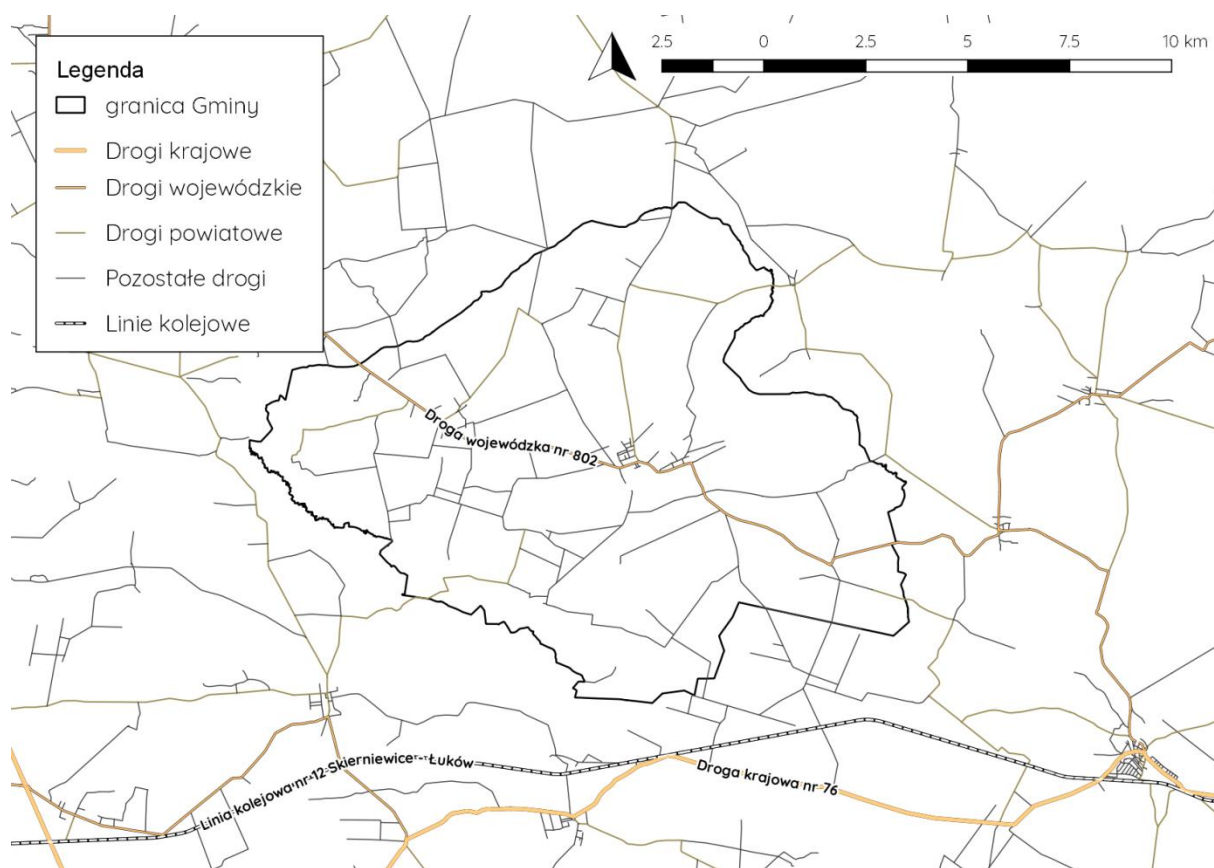 2.5 0 2.5 5 7.5 10 km
Legenda
granica Gminy
Drogi krajowe
Drogi wojewódzkie
Drogi powiatowe
Pozostałe drogi
Linie kolejowe
Droga wojewódzka nr 802
Linia kolejowa nr 12 Skierniewice - Łuków
Droga krajowa nr 76